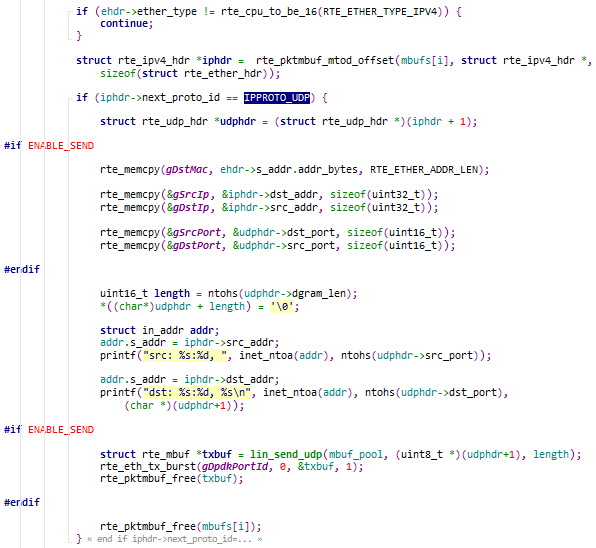 if (ehdr->ether_type != rte_cpu_to_be_16(RTE_ETHER_TYPE_IPV4)) {
continue;
}
struct rte_ipv4_hdr *iphdr =  rte_pktmbuf_mtod_offset(mbufs[i], struct rte_ipv4_hdr *,
sizeof(struct rte_ether_hdr));
if (iphdr->next_proto_id == IPPROTO_UDP) {
struct rte_udp_hdr *udphdr = (struct rte_udp_hdr *)(iphdr + 1);
#if ENABLE_SEND
rte_memcpy(gDstMac, ehdr->s_addr.addr_bytes, RTE_ETHER_ADDR_LEN);
rte_memcpy(&gSrcIp, &iphdr->dst_addr, sizeof(uint32_t));
rte_memcpy(&gDstIp, &iphdr->src_addr, sizeof(uint32_t));
rte_memcpy(&gSrcPort, &udphdr->dst_port, sizeof(uint16_t));
rte_memcpy(&gDstPort, &udphdr->src_port, sizeof(uint16_t));
#endif
uint16_t length = ntohs(udphdr->dgram_len);
*((char*)udphdr + length) = '\0';
struct in_addr addr;
addr.s_addr = iphdr->src_addr;
printf("src: %s:%d, ", inet_ntoa(addr), ntohs(udphdr->src_port));
addr.s_addr = iphdr->dst_addr;
printf("dst: %s:%d, %s\n", inet_ntoa(addr), ntohs(udphdr->dst_port),
(char *)(udphdr+1));
#if ENABLE_SEND
struct rte_mbuf *txbuf = lin_send_udp(mbuf_pool, (uint8_t *)(udphdr+1), length);
rte_eth_tx_burst(gDpdkPortId, 0, &txbuf, 1);
rte_pktmbuf_free(txbuf);
#endif
rte_pktmbuf_free(mbufs[i]);
} « end if iphdr->next_proto_id=... »